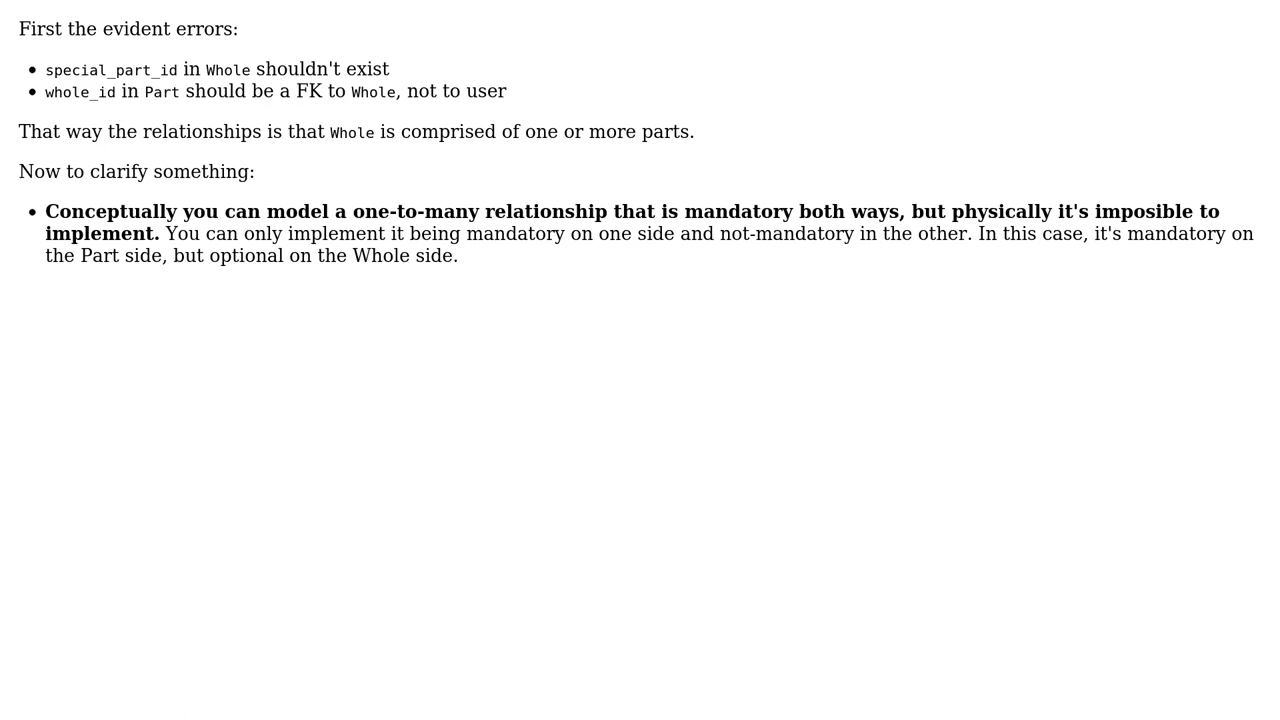 First the evident errors:
special_part_id in Whole shouldn't exist
whole_id in Part should be a FK to Whole, not to user
That way the relationships is that Whole is comprised of one or more parts.
Now to clarify something:
Conceptually you can model a one-to-many relationship that is mandatory both ways, but physically it's imposible to
implement. You can only implement it being mandatory on one side and not-mandatory in the other. In this case, it's mandatory on
the Part side, but optional on the Whole side.